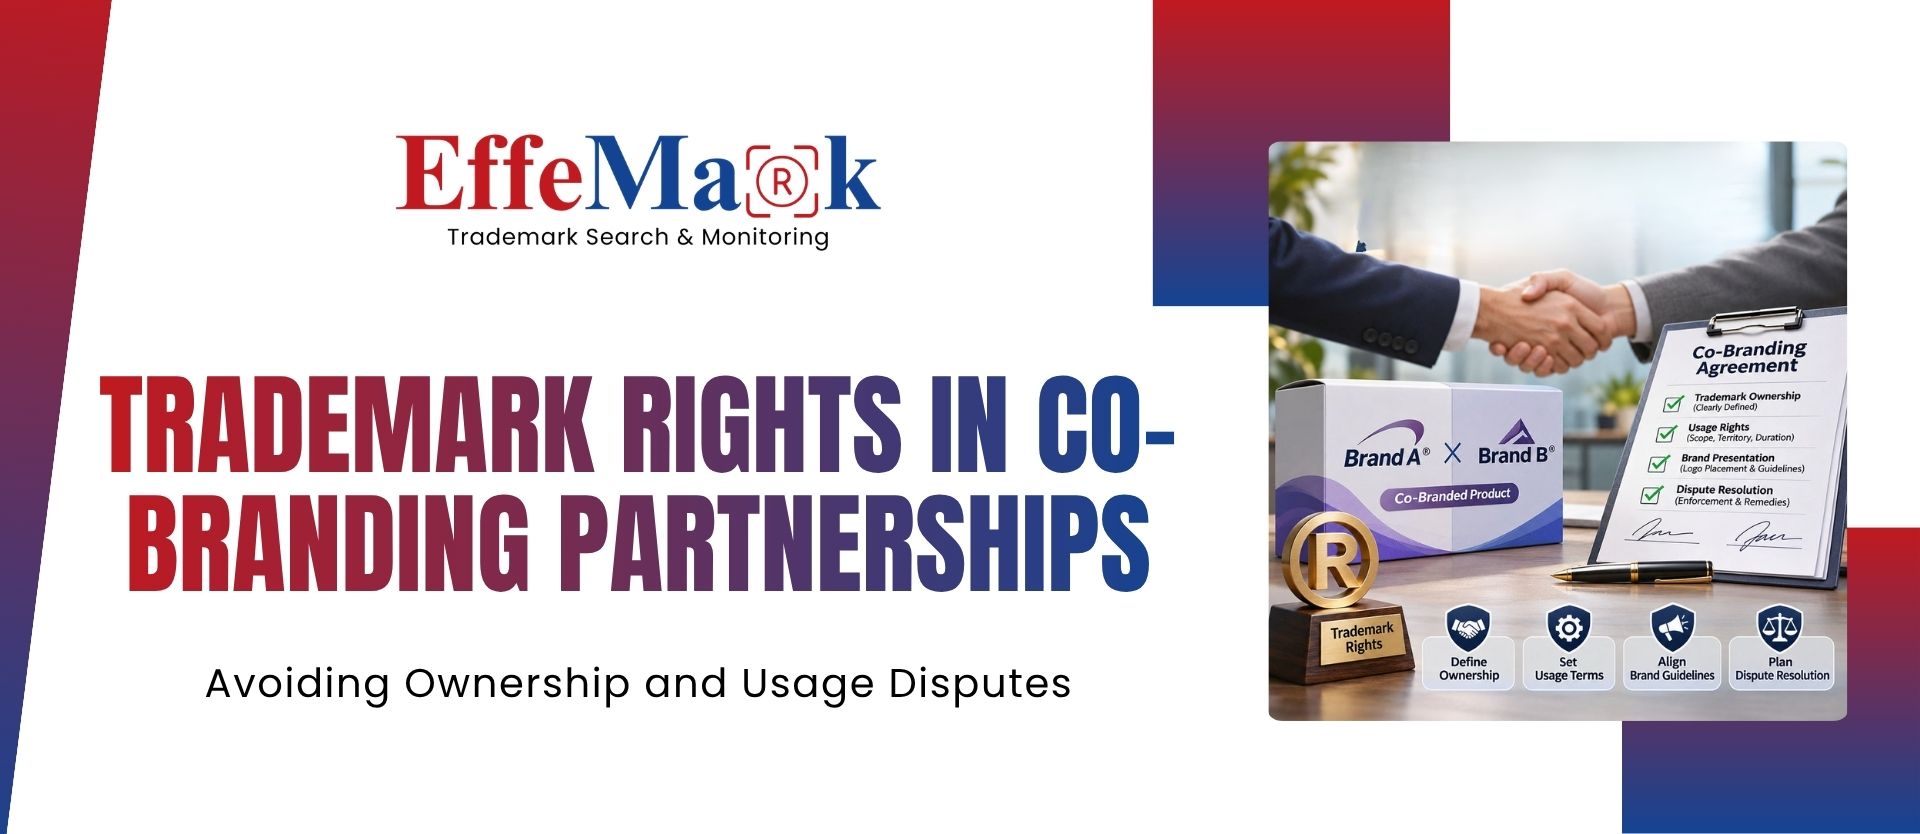 EffeMark
Trademark Search & Monitoring
TRADEMARK RIGHTS IN CO-
BRANDING PARTNERSHIPS
Avoiding Ownership and Usage Disputes
Co-Branding
Agreement
Trademark Ownership
(Clearly Defined)
Usage Rights
(Scope, Territory, Duration)
Brand Presentation
(Logo Placement & Guidelines)
Dispute Resolution
(Enforcement & Remedies)
Brand A® X Brand B®
Co-Branded Product
R
Trademark
Rights
Define
Ownership
Set
Usage Terms
Align
Brand Guidelines
Plan
Dispute Resolution